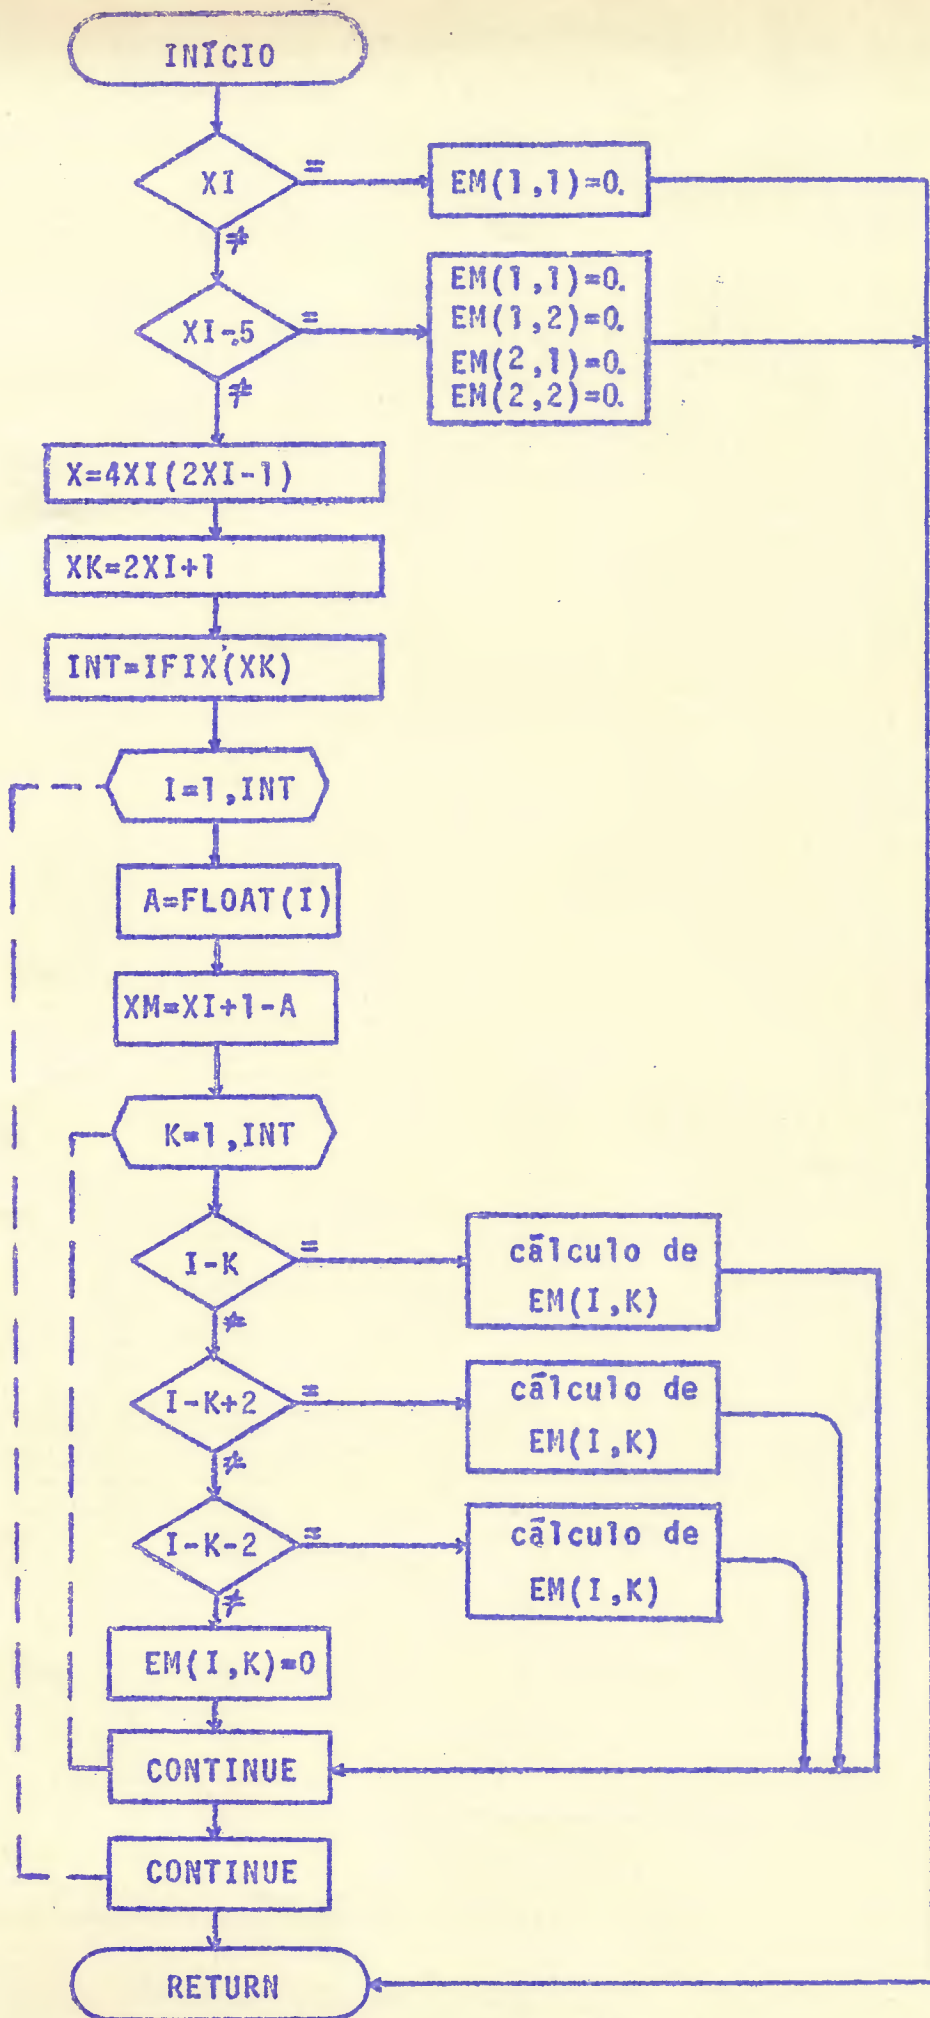 INÍCIO
XI
=
EM(1,1)=0.
≠
XI-.5
=
EM(1,1)=0.
EM(1,2)=0.
EM(2,1)=0.
EM(2,2)=0.
≠
X=4XI(2XI-1)
XK=2XI+1
INT=IFIX(XK)
I=1,INT
A=FLOAT(I)
XM=XI+1-A
K=1,INT
I-K
=
cálculo de
EM(I,K)
≠
I-K+2
=
cálculo de
EM(I,K)
≠
I-K-2
=
cálculo de
EM(I,K)
≠
EM(I,K)=0
CONTINUE
CONTINUE
RETURN